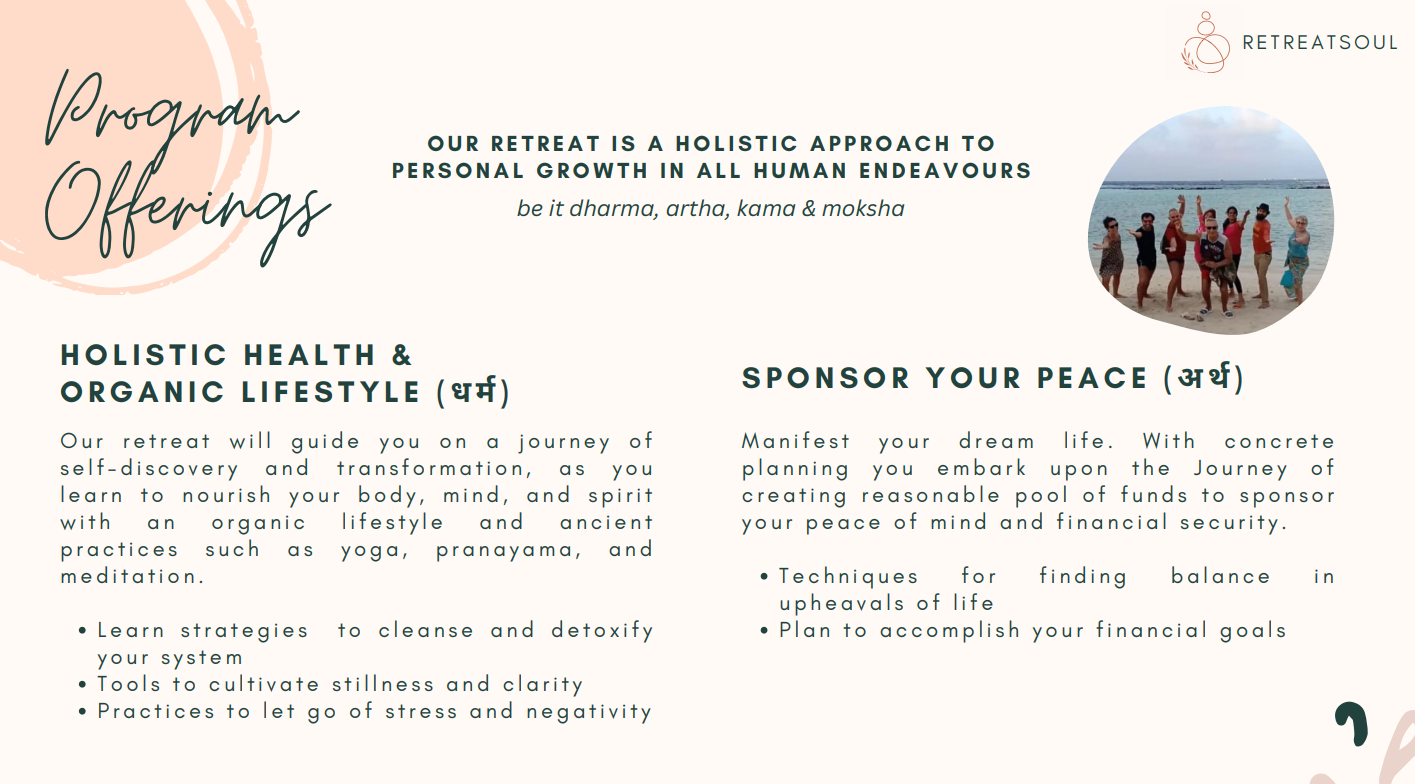 RETREATSOUL
Program
Offerings
OUR RETREAT IS A HOLISTIC APPROACH TO
PERSONAL GROWTH IN ALL HUMAN ENDEAVOURS
be it dharma, artha, kama & moksha
HOLISTIC HEALTH &
ORGANIC LIFESTYLE (धर्म)
Our retreat will guide you on a journey of
self-discovery and transformation, as you
learn to nourish your body, mind, and spirit
with an organic lifestyle and ancient
practices such as yoga, pranayama, and
meditation.
• Learn strategies to cleanse and detoxify
your system
• Tools to cultivate stillness and clarity
• Practices to let go of stress and negativity
SPONSOR YOUR PEACE (अर्थ)
Manifest your dream life. With concrete
planning you embark upon the Journey of
creating reasonable pool of funds to sponsor
your peace of mind and financial security.
• Techniques for finding balance in
upheavals of life
• Plan to accomplish your financial goals